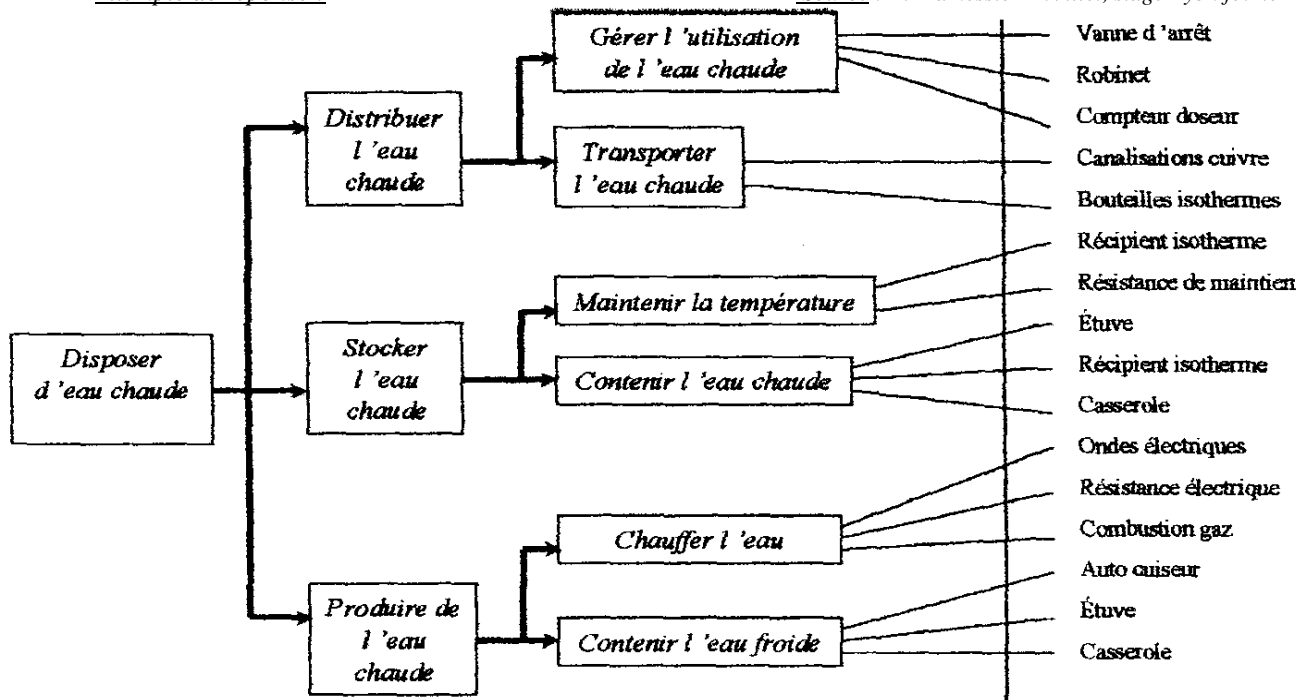 Gérer l 'utilisation
de l 'eau chaude
Distribuer
l 'eau
chaude
Transporter
l 'eau chaude
Maintenir la température
Disposer
d 'eau chaude
Stocker
l 'eau
chaude
Contenir l 'eau chaude
Chauffer l 'eau
Produire de
l 'eau
chaude
Contenir l 'eau froide
Vanne d 'arrêt
Robinet
Compteur doseur
Canalisations cuivre
Bouteilles isothermes
Récipient isotherme
Résistance de maintien
Étuve
Récipient isotherme
Casserole
Ondes électriques
Résistance électrique
Combustion gaz
Auto cuiseur
Étuve
Casserole